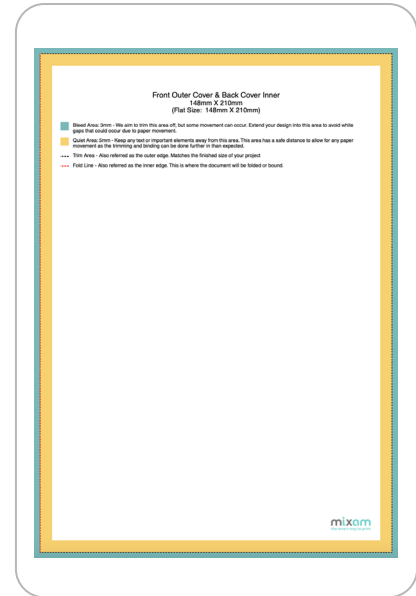 Front Outer Cover & Back Cover Inner
148mm X 210mm
(Flat Size: 148mm X 210mm)
Bleed Area: 3mm - We aim to trim this area off, but some movement can occur. Extend your design into this area to avoid white
gaps that could occur due to paper movement.
Quiet Area: 5mm - Keep any text or important elements away from this area. This area has a safe distance to allow for any paper
movement as the trimming and binding can be done further in than expected.
Trim Area - Also referred as the outer edge. Matches the finished size of your project
Fold Line - Also referred as the inner edge. This is where the document will be folded or bound.
mixam